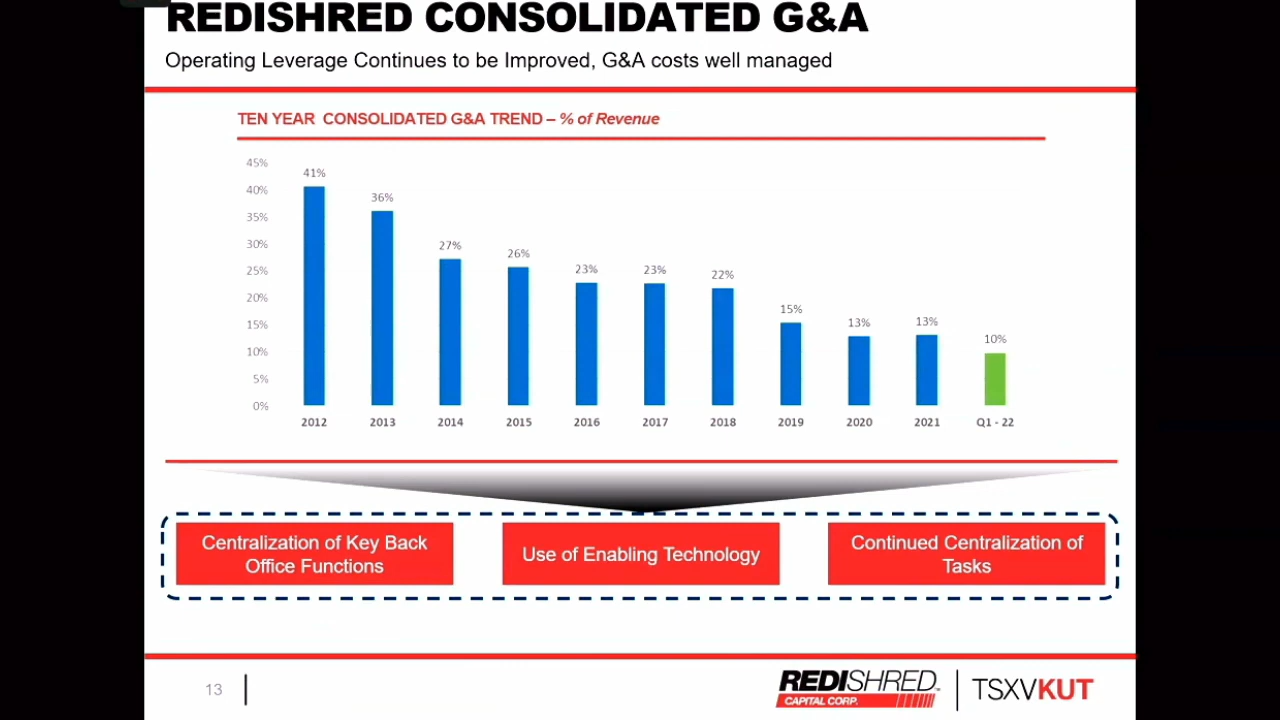 REDISHRED CONSOLIDATED G&A
Operating Leverage Continues to be Improved, G&A costs well managed
TEN YEAR CONSOLIDATED G&A TREND – % of Revenue
45%
40%
35%
30%
25%
20%
15%
10%
5%
0%
41%
36%
27%
26%
23%
23%
22%
15%
13%
13%
10%
2012 2013 2014 2015 2016 2017 2018 2019 2020 2021 Q1 - 22
Centralization of Key Back
Office Functions
Use of Enabling Technology
Continued Centralization of
Tasks
13
REDISHRED™
CAPITAL CORP.
TSXVKUT